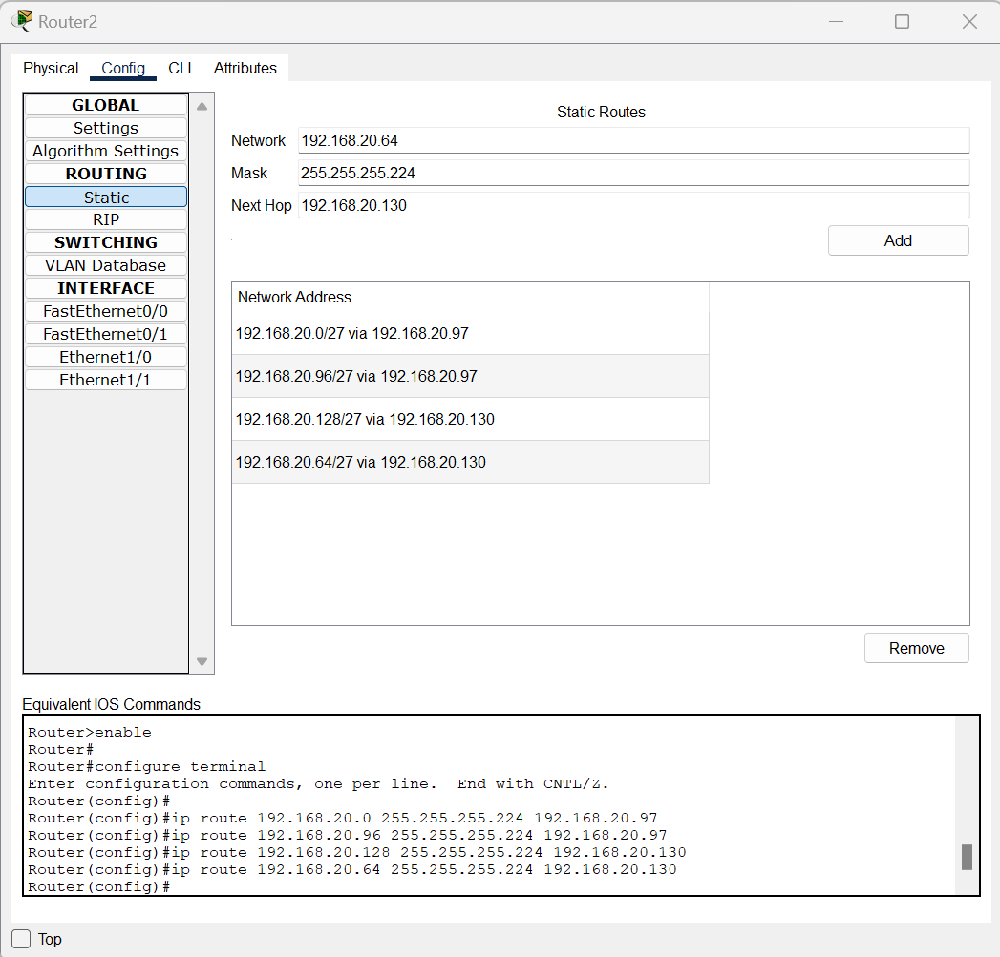 Router2
Physical Config CLI Attributes
GLOBAL
Settings
Algorithm Settings
ROUTING
Static
RIP
SWITCHING
VLAN Database
INTERFACE
FastEthernet0/0
FastEthernet0/1
Ethernet1/0
Ethernet1/1
Static Routes
Network 192.168.20.64
Mask 255.255.255.224
Next Hop 192.168.20.130
Add
Network Address
192.168.20.0/27 via 192.168.20.97
192.168.20.96/27 via 192.168.20.97
192.168.20.128/27 via 192.168.20.130
192.168.20.64/27 via 192.168.20.130
Remove
Equivalent IOS Commands
Router>enable
Router#
Router#configure terminal
Enter configuration commands, one per line.  End with CNTL/Z.
Router(config)#
Router(config)#ip route 192.168.20.0 255.255.255.224 192.168.20.97
Router(config)#ip route 192.168.20.96 255.255.255.224 192.168.20.97
Router(config)#ip route 192.168.20.128 255.255.255.224 192.168.20.130
Router(config)#ip route 192.168.20.64 255.255.255.224 192.168.20.130
Router(config)#
Top